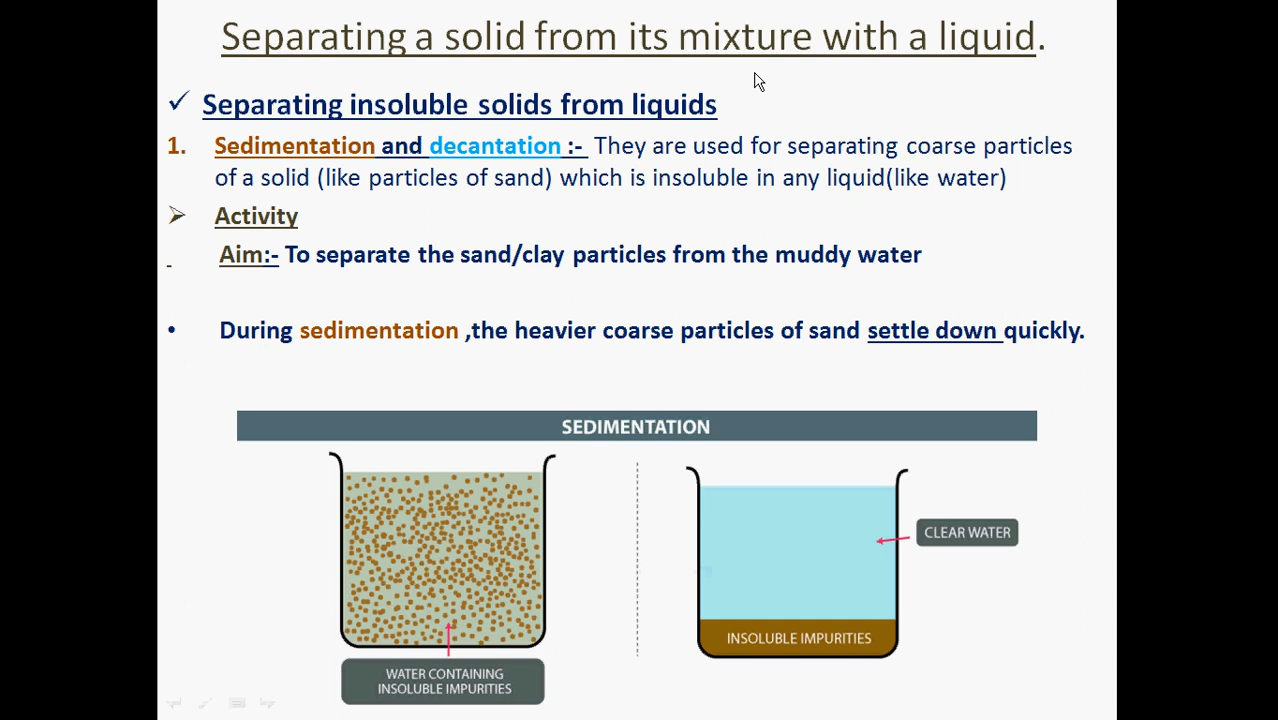 Separating a solid from its mixture with a liquid.
✓ Separating insoluble solids from liquids
1. Sedimentation and decantation :- They are used for separating coarse particles
of a solid (like particles of sand) which is insoluble in any liquid(like water)
➢ Activity
- Aim:- To separate the sand/clay particles from the muddy water
• During sedimentation ,the heavier coarse particles of sand settle down quickly.
SEDIMENTATION
CLEAR WATER
INSOLUBLE IMPURITIES
WATER CONTAINING
INSOLUBLE IMPURITIES